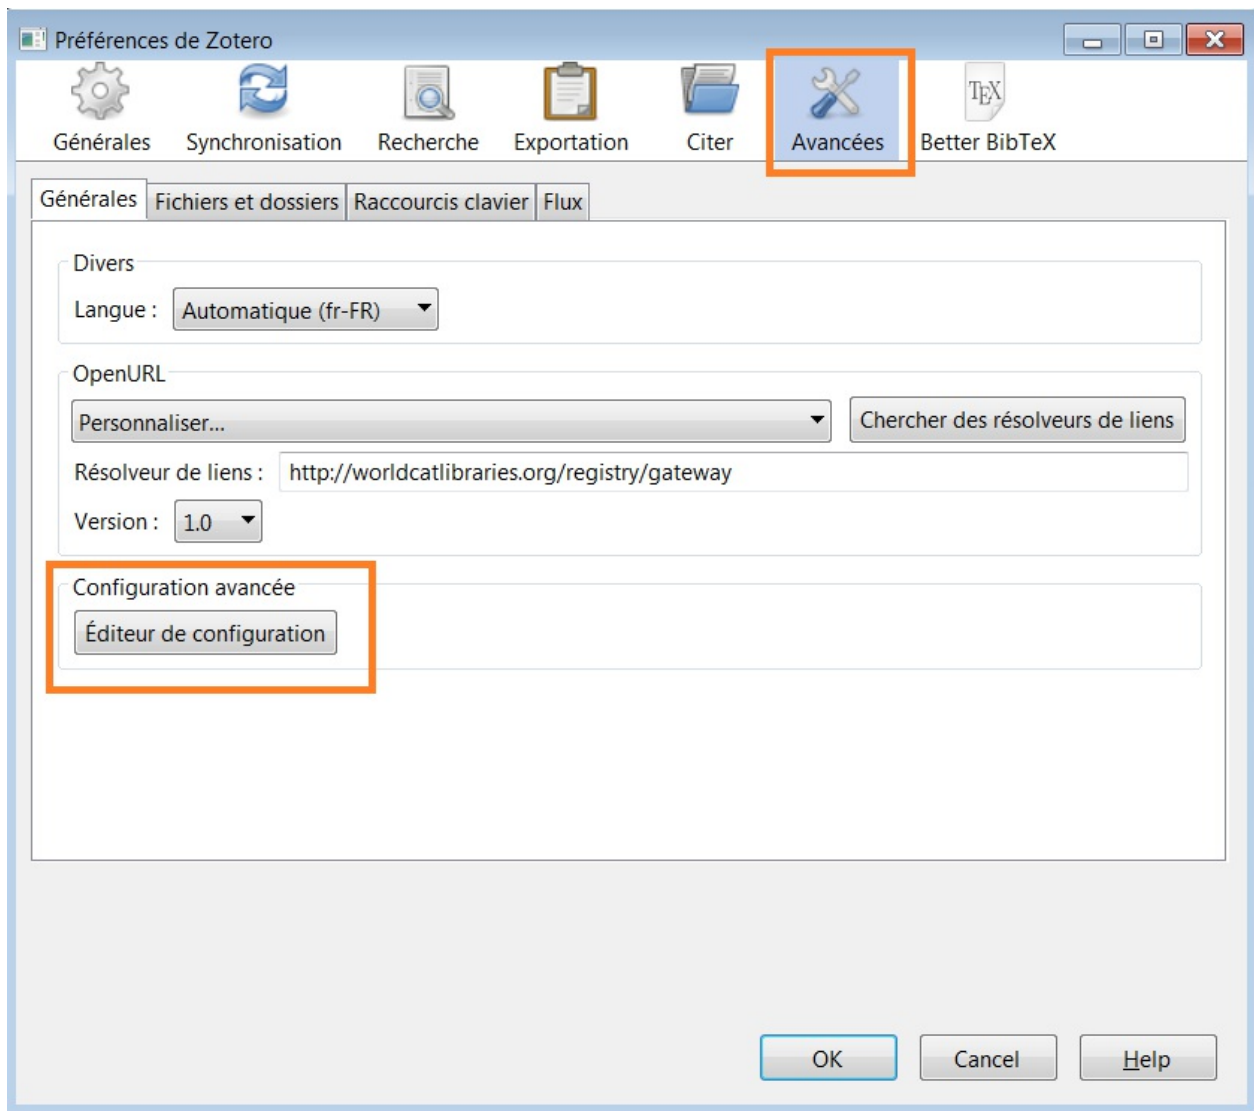 Préférences de Zotero
Générales Synchronisation Recherche Exportation Citer Avancées Better BibTeX
TEX
Générales Fichiers et dossiers Raccourcis clavier Flux
Divers
Langue : Automatique (fr-FR)
OpenURL
Personnaliser... Chercher des résolveurs de liens
Résolveur de liens : http://worldcatlibraries.org/registry/gateway
Version : 1.0
Configuration avancée
Éditeur de configuration
OK Cancel Help